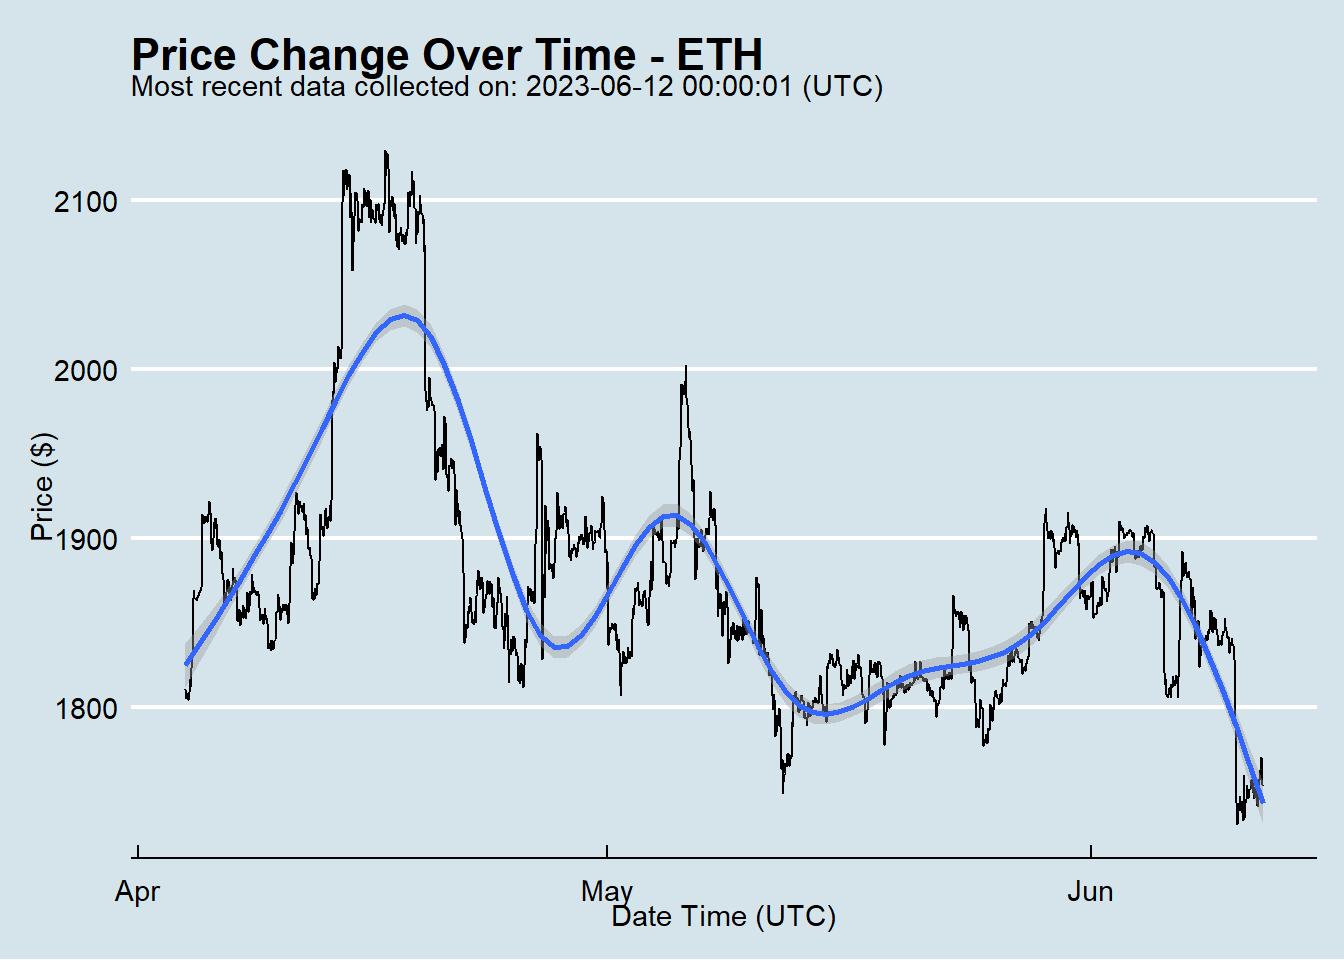 Price Change Over Time - ETH
Most recent data collected on: 2023-06-12 00:00:01 (UTC)
Price ($)
2100
2000
1900
1800
Apr
May
Jun
Date Time (UTC)